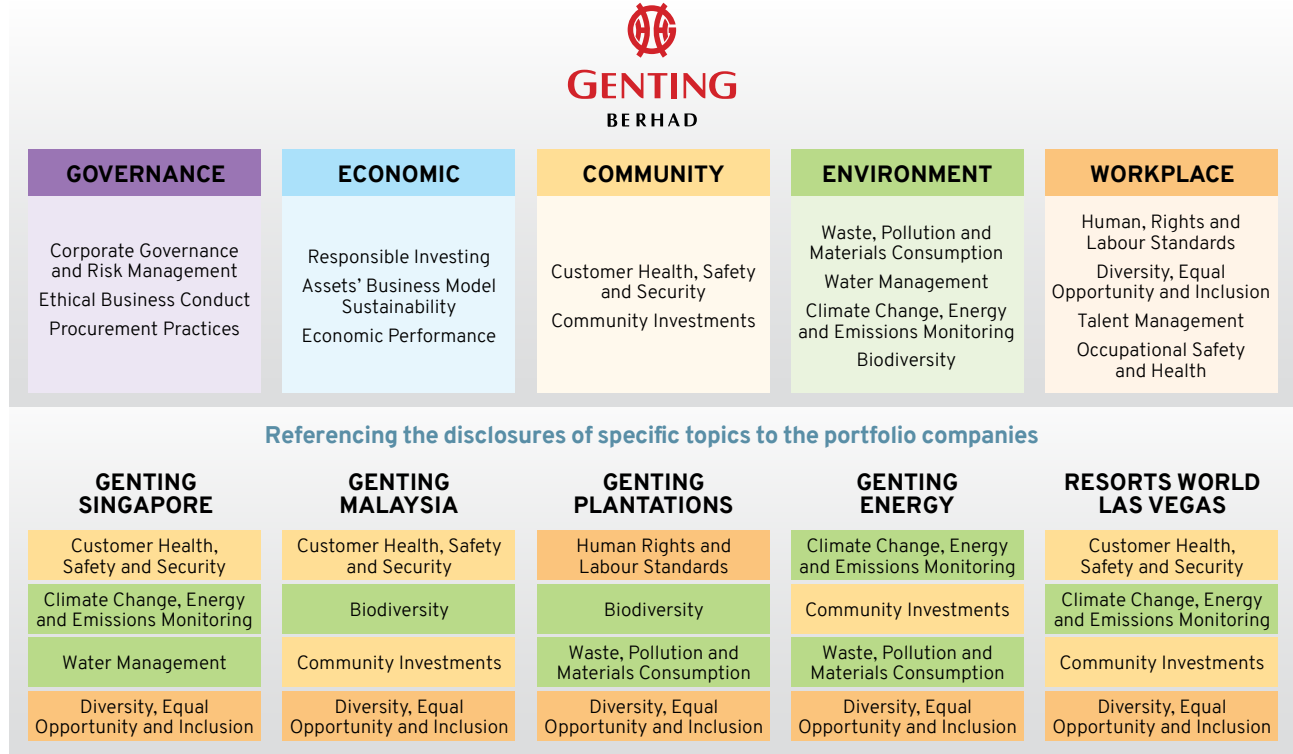 GENTING
BERHAD
GOVERNANCE
Corporate Governance
and Risk Management
Ethical Business Conduct
Procurement Practices
ECONOMIC
Responsible Investing
Assets’ Business Model
Sustainability
Economic Performance
COMMUNITY
Customer Health, Safety
and Security
Community Investments
ENVIRONMENT
Waste, Pollution and
Materials Consumption
Water Management
Climate Change, Energy
and Emissions Monitoring
Biodiversity
WORKPLACE
Human, Rights and
Labour Standards
Diversity, Equal
Opportunity and Inclusion
Talent Management
Occupational Safety
and Health
Referencing the disclosures of specific topics to the portfolio companies
GENTING
SINGAPORE
Customer Health,
Safety and Security
Climate Change, Energy
and Emissions Monitoring
Water Management
Diversity, Equal
Opportunity and Inclusion
GENTING
MALAYSIA
Customer Health, Safety
and Security
Biodiversity
Community Investments
Diversity, Equal
Opportunity and Inclusion
GENTING
PLANTATIONS
Human Rights and
Labour Standards
Biodiversity
Waste, Pollution and
Materials Consumption
Diversity, Equal
Opportunity and Inclusion
GENTING
ENERGY
Climate Change, Energy
and Emissions Monitoring
Community Investments
Waste, Pollution and
Materials Consumption
Diversity, Equal
Opportunity and Inclusion
RESORTS WORLD
LAS VEGAS
Customer Health,
Safety and Security
Climate Change, Energy
and Emissions Monitoring
Community Investments
Diversity, Equal
Opportunity and Inclusion